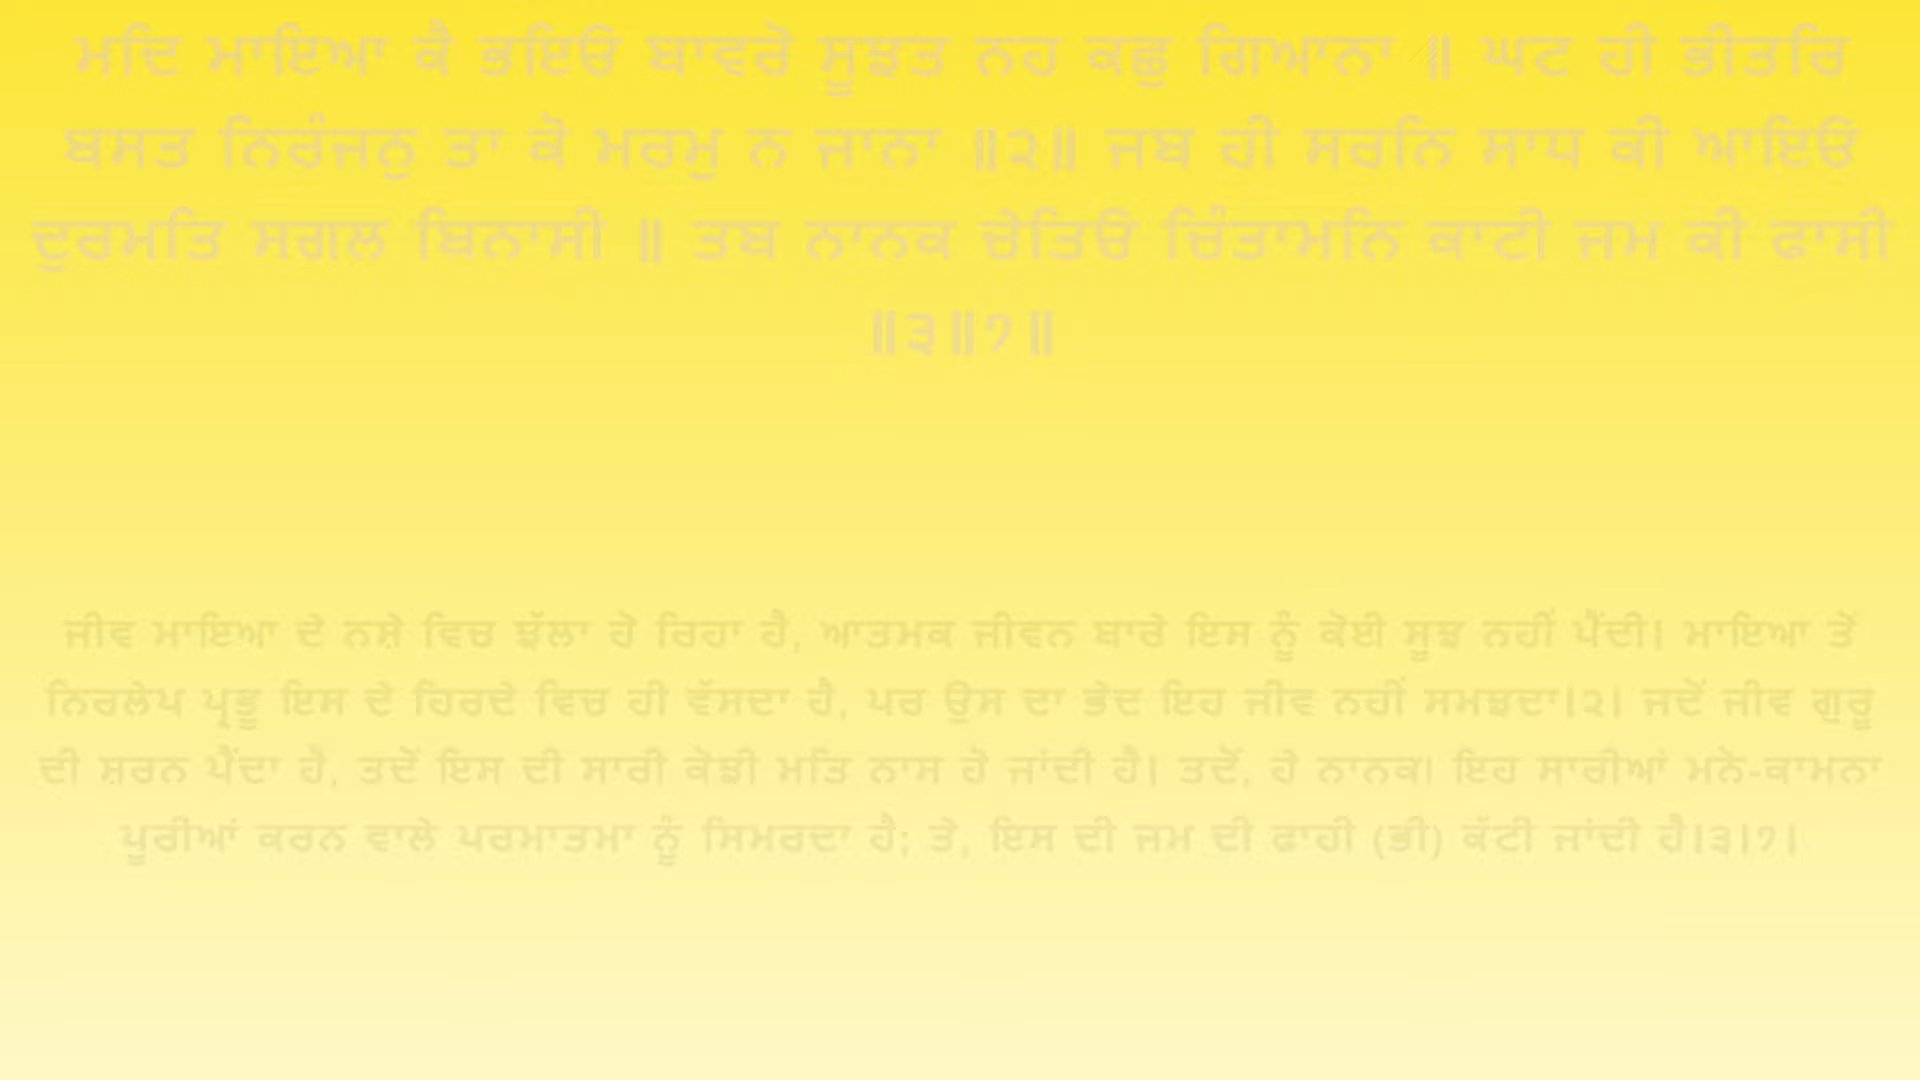 ਮਦਿ ਮਾਇਆ ਕੈ ਭਇਓ ਬਾਵਰੋ ਸੂਝਤ ਨਹ ਕਛੁ ਗਿਆਨਾ ॥ ਘਟ ਹੀ ਭੀਤਰਿ
ਬਸਤ ਨਿਰੰਜਨੁ ਤਾ ਕੋ ਮਰਮੁ ਨ ਜਾਨਾ ॥੨॥ ਜਬ ਹੀ ਸਰਨਿ ਸਾਧ ਕੀ ਆਇਓ
ਦੁਰਮਤਿ ਸਗਲ ਬਿਨਾਸੀ ॥ ਤਬ ਨਾਨਕ ਚੇਤਿਓ ਚਿੰਤਾਮਨਿ ਕਾਟੀ ਜਮ ਕੀ ਫਾਸੀ
॥੩॥੭॥
ਜੀਵ ਮਾਇਆ ਦੇ ਨਸ਼ੇ ਵਿਚ ਝੱਲਾ ਹੋ ਰਿਹਾ ਹੈ, ਆਤਮਕ ਜੀਵਨ ਬਾਰੇ ਇਸ ਨੂੰ ਕੋਈ ਸੂਝ ਨਹੀਂ ਪੈਂਦੀ। ਮਾਇਆ ਤੋਂ
ਨਿਰਲੇਪ ਪ੍ਰਭੂ ਇਸ ਦੇ ਹਿਰਦੇ ਵਿਚ ਹੀ ਵੱਸਦਾ ਹੈ, ਪਰ ਉਸ ਦਾ ਭੇਦ ਇਹ ਜੀਵ ਨਹੀਂ ਸਮਝਦਾ।੨। ਜਦੋਂ ਜੀਵ ਗੁਰੂ
ਦੀ ਸ਼ਰਨ ਪੈਂਦਾ ਹੈ, ਤਦੋਂ ਇਸ ਦੀ ਸਾਰੀ ਕੋਝੀ ਮਤਿ ਨਾਸ ਹੋ ਜਾਂਦੀ ਹੈ। ਤਦੋਂ, ਹੇ ਨਾਨਕ। ਇਹ ਸਾਰੀਆਂ ਮਨੋ-ਕਾਮਨਾ
ਪੂਰੀਆਂ ਕਰਨ ਵਾਲੇ ਪਰਮਾਤਮਾ ਨੂੰ ਸਿਮਰਦਾ ਹੈ; ਤੇ, ਇਸ ਦੀ ਜਮ ਦੀ ਫਾਹੀ (ਭੀ) ਕੱਟੀ ਜਾਂਦੀ ਹੈ।੩।੭।